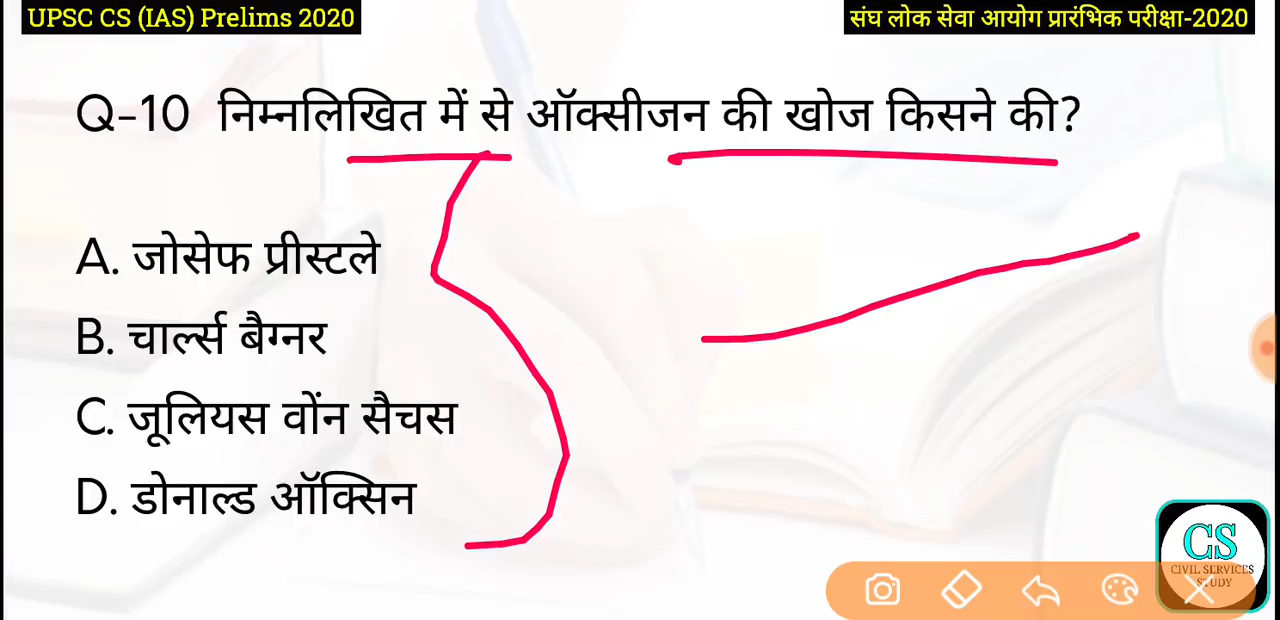 UPSC CS (IAS) Prelims 2020
संघ लोक सेवा आयोग प्रारंभिक परीक्षा-2020
Q-10 निम्नलिखित में से ऑक्सीजन की खोज किसने की?
A. जोसेफ प्रीस्टले
B. चार्ल्स बैग्नर
C. जूलियस वोंन सैचस
D. डोनाल्ड ऑक्सिन
CS
CIVIL SERVICES
STUDY